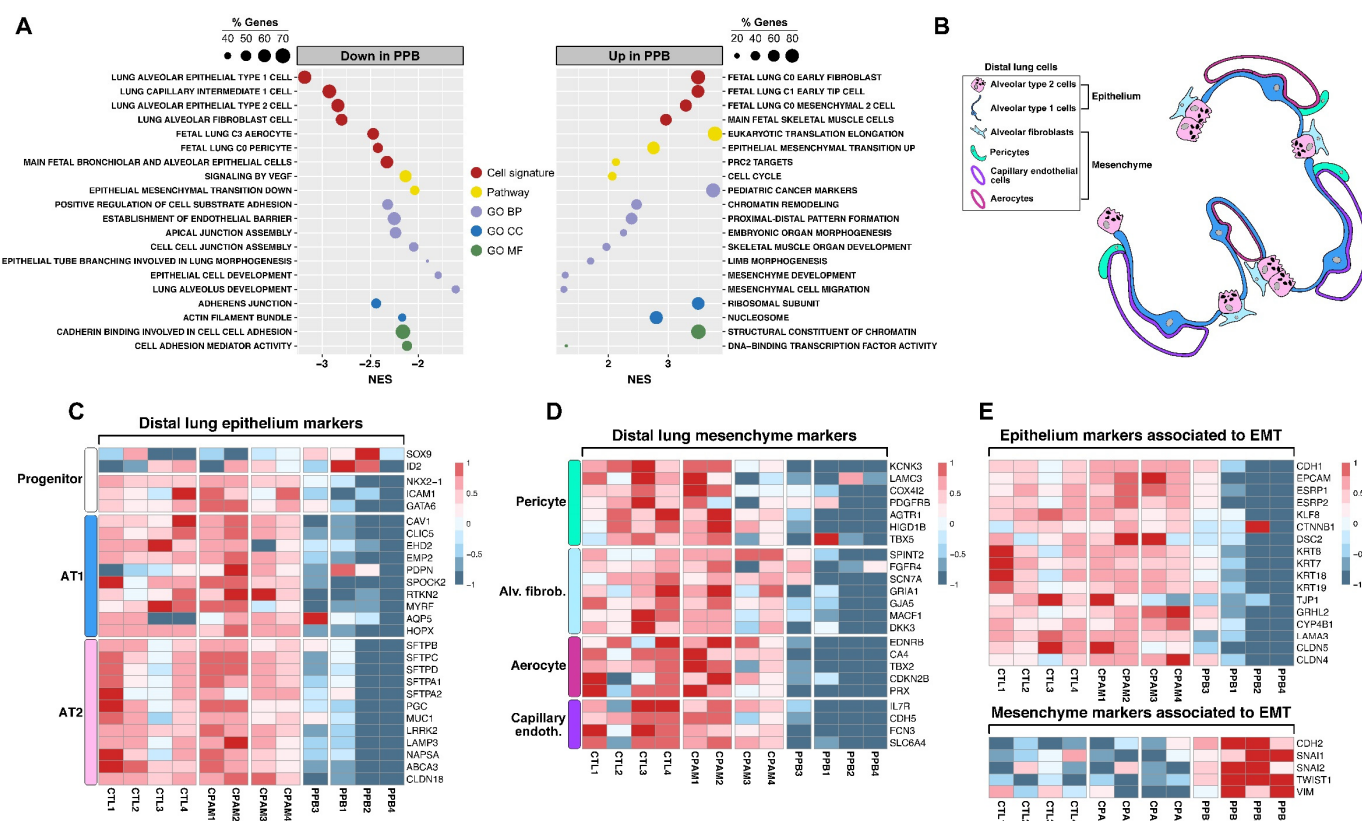 A
% Genes
40 50 60 70
Down in PPB
LUNG ALVEOLAR EPITHELIAL TYPE 1 CELL
LUNG CAPILLARY INTERMEDIATE 1 CELL
LUNG ALVEOLAR EPITHELIAL TYPE 2 CELL
LUNG ALVEOLAR FIBROBLAST CELL
FETAL LUNG C3 AEROCYTE
FETAL LUNG C0 PERICYTE
MAIN FETAL BRONCHIOLAR AND ALVEOLAR EPITHELIAL CELLS
SIGNALING BY VEGF
EPITHELIAL MESENCHYMAL TRANSITION DOWN
POSITIVE REGULATION OF CELL SUBSTRATE ADHESION
ESTABLISHMENT OF ENDOTHELIAL BARRIER
APICAL JUNCTION ASSEMBLY
CELL CELL JUNCTION ASSEMBLY
EPITHELIAL TUBE BRANCHING INVOLVED IN LUNG MORPHOGENESIS
EPITHELIAL CELL DEVELOPMENT
LUNG ALVEOLUS DEVELOPMENT
ADHERENS JUNCTION
ACTIN FILAMENT BUNDLE
CADHERIN BINDING INVOLVED IN CELL CELL ADHESION
CELL ADHESION MEDIATOR ACTIVITY
−3 −2.5 −2
NES
Cell signature
Pathway
GO BP
GO CC
GO MF
% Genes
20 40 60 80
Up in PPB
FETAL LUNG C0 EARLY FIBROBLAST
FETAL LUNG C1 EARLY TIP CELL
FETAL LUNG C0 MESENCHYMAL 2 CELL
MAIN FETAL SKELETAL MUSCLE CELLS
EUKARYOTIC TRANSLATION ELONGATION
EPITHELIAL MESENCHYMAL TRANSITION UP
PRC2 TARGETS
CELL CYCLE
PEDIATRIC CANCER MARKERS
CHROMATIN REMODELING
PROXIMAL-DISTAL PATTERN FORMATION
EMBRYONIC ORGAN MORPHOGENESIS
SKELETAL MUSCLE ORGAN DEVELOPMENT
LIMB MORPHOGENESIS
MESENCHYME DEVELOPMENT
MESENCHYMAL CELL MIGRATION
RIBOSOMAL SUBUNIT
NUCLEOSOME
STRUCTURAL CONSTITUENT OF CHROMATIN
DNA-BINDING TRANSCRIPTION FACTOR ACTIVITY
2 3
NES
B
Distal lung cells
Alveolar type 2 cells
Alveolar type 1 cells
Epithelium
Alveolar fibroblasts
Pericytes
Capillary endothelial
cells
Aerocytes
Mesenchyme
C
Distal lung epithelium markers
Progenitor
SOX9
ID2
NKX2−1
ICAM1
GATA6
AT1
CAV1
CLIC5
EHD2
EMP2
PDPN
SPOCK2
RTKN2
MYRF
AQP5
HOPX
AT2
SFTPB
SFTPC
SFTPD
SFTPA1
SFTPA2
PGC
MUC1
LRRK2
LAMP3
NAPSA
ABCA3
CLDN18
CTL1 CTL2 CTL3 CTL4 CPAM1 CPAM2 CPAM3 CPAM4 PPB3 PPB1 PPB2 PPB4
1
0.5
0
−0.5
−1
D
Distal lung mesenchyme markers
Pericyte
KCNK3
LAMC3
COX4I2
PDGFRB
AGTR1
HIGD1B
TBX5
Alv. fibrob.
SPINT2
FGFR4
SCN7A
GRIA1
GJA5
MACF1
DKK3
Aerocyte
EDNRB
CA4
TBX2
CDKN2B
PRX
Capillary
endoth.
IL7R
CDH5
FCN3
SLC6A4
CTL1 CTL2 CTL3 CTL4 CPAM1 CPAM2 CPAM3 CPAM4 PPB3 PPB1 PPB2 PPB4
1
0.5
0
−0.5
−1
E
Epithelium markers associated to EMT
CDH1
EPCAM
ESRP1
ESRP2
KLF8
CTNNB1
DSC2
KRT8
KRT7
KRT18
KRT19
TJP1
GRHL2
CYP4B1
LAMA3
CLDN5
CLDN4
CTL1 CTL2 CTL3 CTL4 CPAM1 CPAM2 CPAM3 CPAM4 PPB3 PPB1 PPB2 PPB4
1
0.5
0
−0.5
−1
Mesenchyme markers associated to EMT
CDH2
SNAI1
SNAI2
TWIST1
VIM